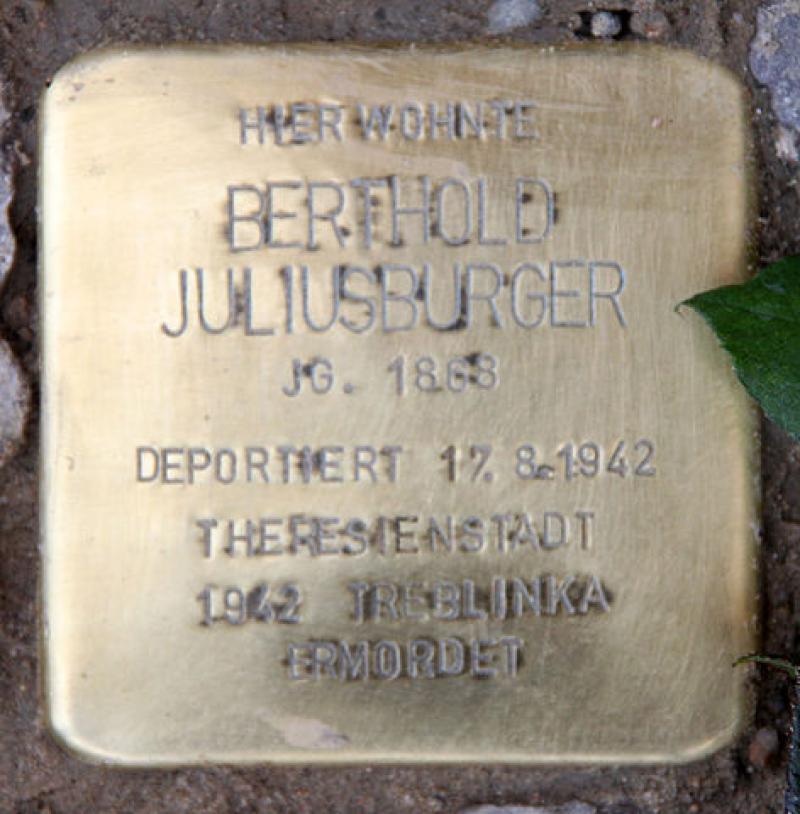 HIER WOHNTE
BERTHOLD
JULIUSBURGER
JG. 1868
DEPORTIERT 17.8.1942
THERESIENSTADT
1942 TREBLINKA
ERMORDET